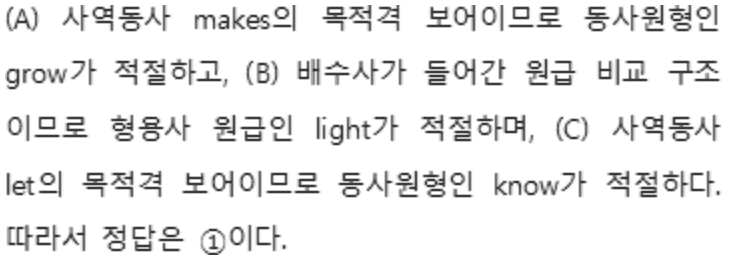 (A) 사역동사 makes의 목적격 보어이므로 동사원형인
grow가 적절하고, (B) 배수사가 들어간 원급 비교 구조
이므로 형용사 원급인 light가 적절하며, (C) 사역동사
let의 목적격 보어이므로 동사원형인 know가 적절하다.
따라서 정답은 ①이다.